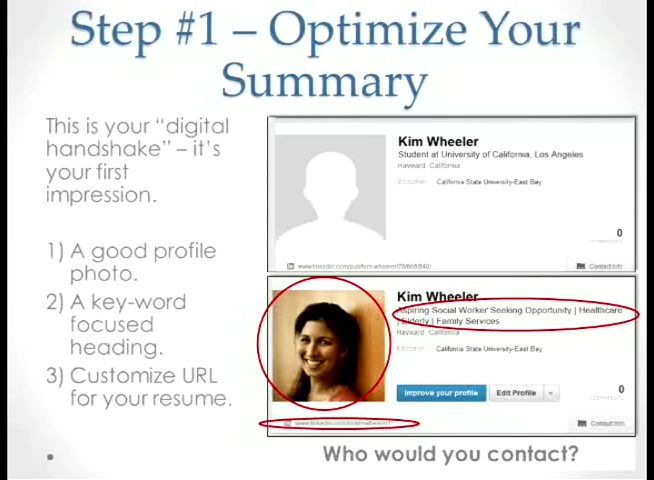 Step #1 – Optimize Your
Summary
This is your “digital
handshake” – it’s
your first
impression.
1) A good profile
photo.
2) A key-word
focused
heading.
3) Customize URL
for your resume.
Kim Wheeler
Student at University of California, Los Angeles
Hayward, California
Education California State University-East Bay
0
Contact Info
Kim Wheeler
Aspiring Social Worker Seeking Opportunity | Healthcare
| Elderly | Family Services
Hayward, California
Education California State University-East Bay
Improve your profile Edit Profile
0
Contact Info
Who would you contact?